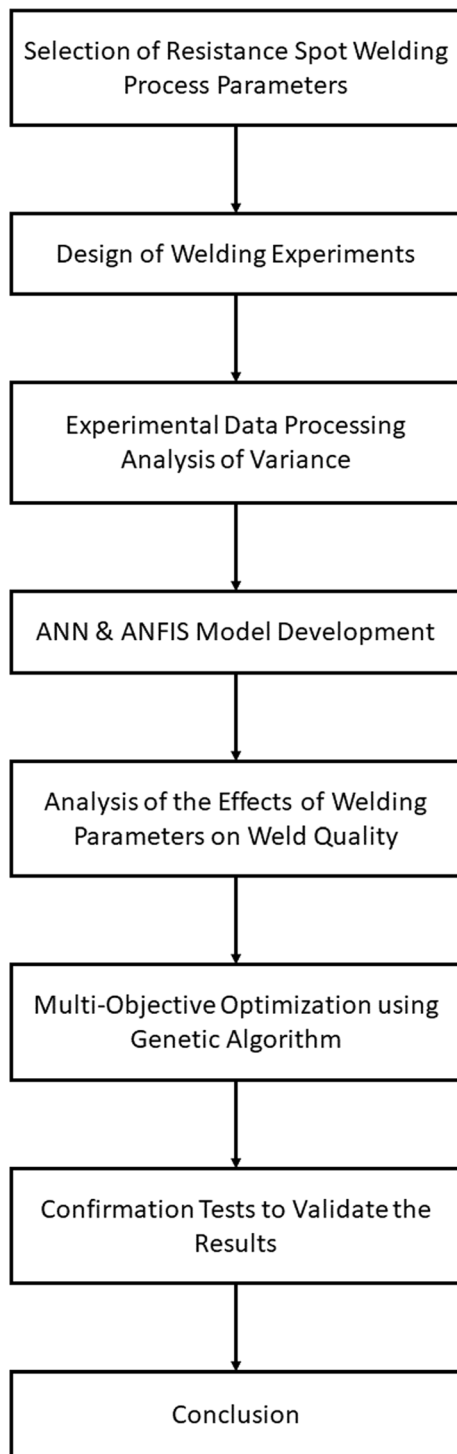 Selection of Resistance Spot Welding
Process Parameters
Design of Welding Experiments
Experimental Data Processing
Analysis of Variance
ANN & ANFIS Model Development
Analysis of the Effects of Welding
Parameters on Weld Quality
Multi-Objective Optimization using
Genetic Algorithm
Confirmation Tests to Validate the
Results
Conclusion